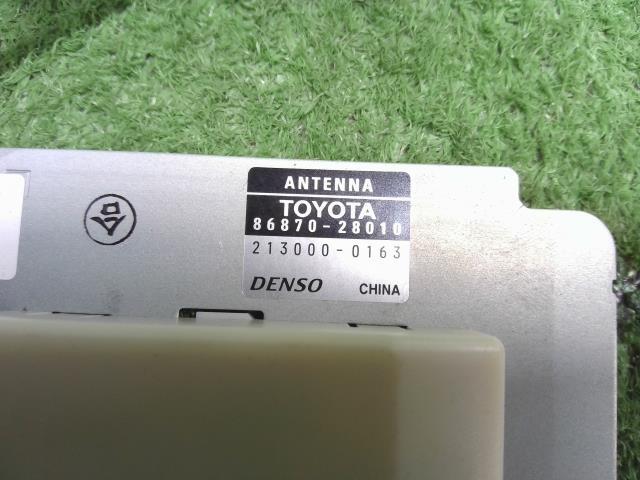 ANTENNA
TOYOTA
86870-28010
213000-0163
DENSO CHINA